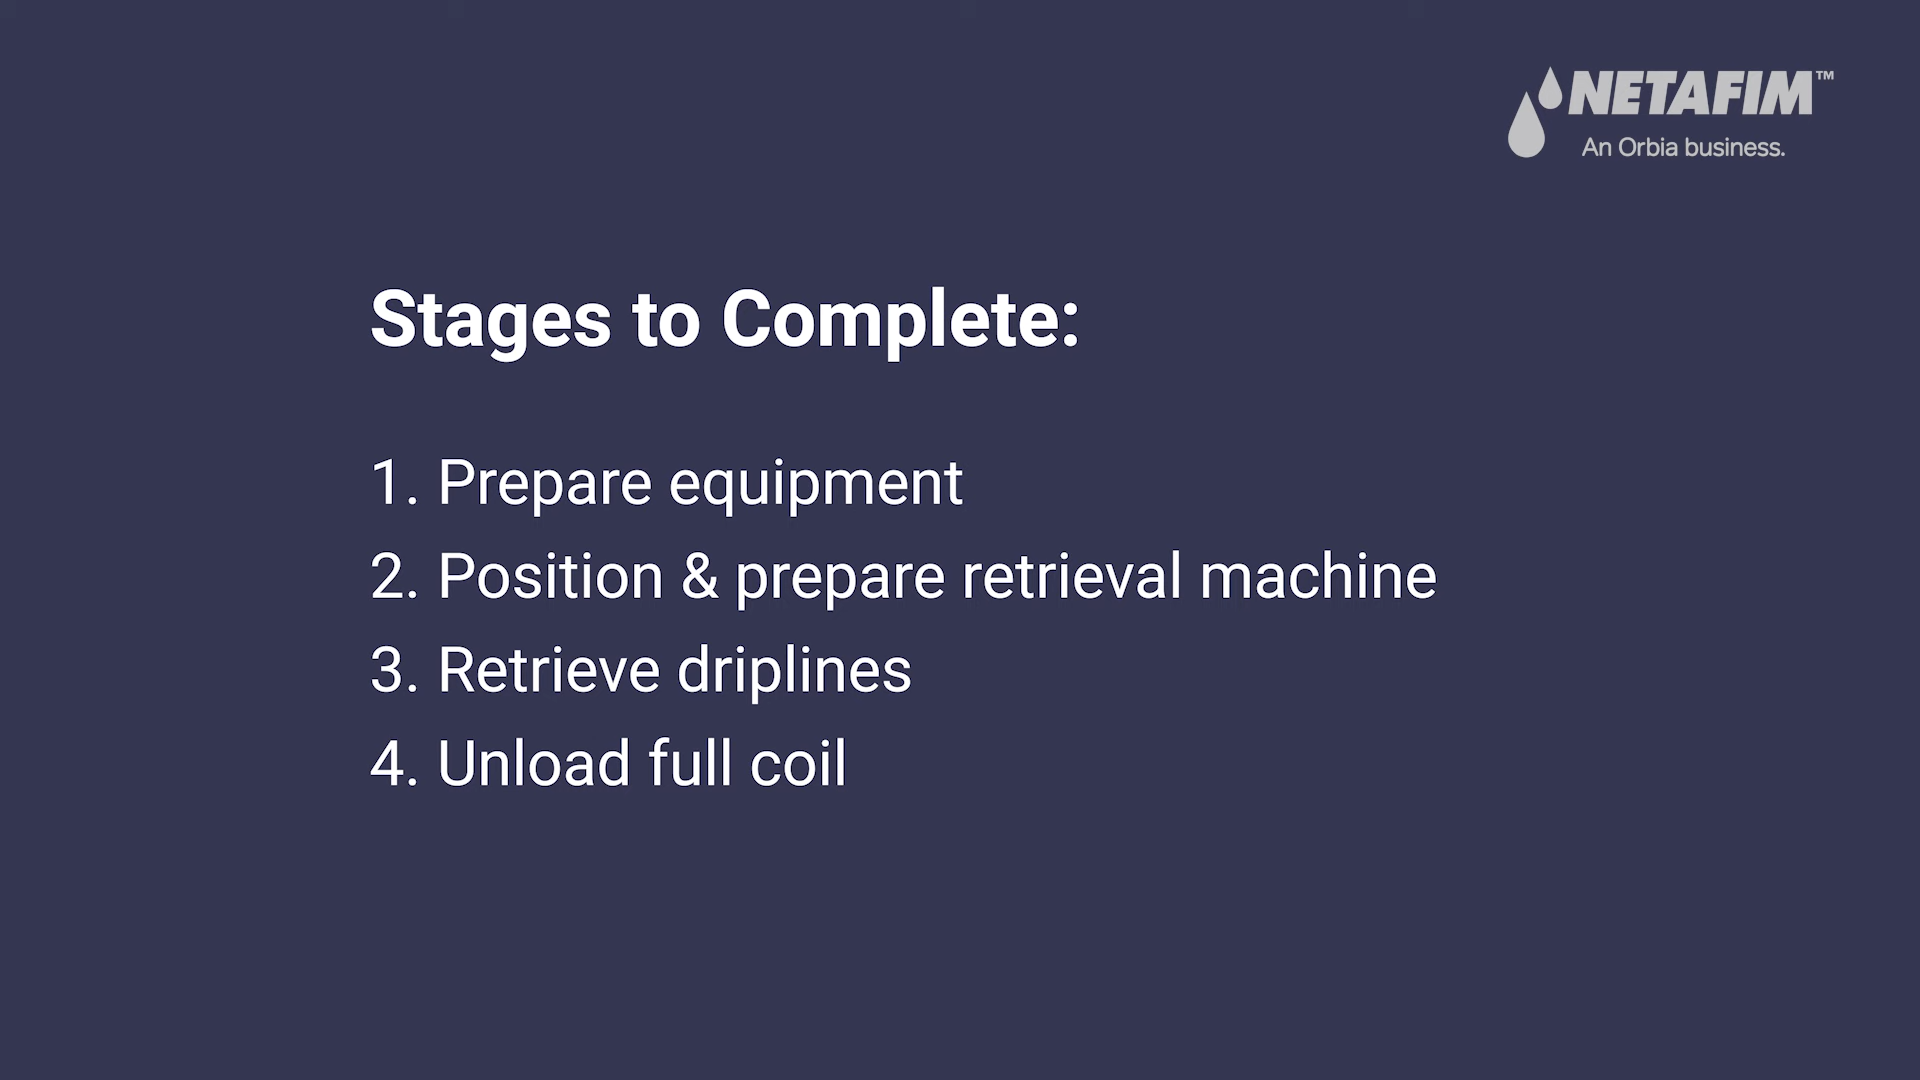 NETAFIM™
An Orbia business.
Stages to Complete:
1. Prepare equipment
2. Position & prepare retrieval machine
3. Retrieve driplines
4. Unload full coil